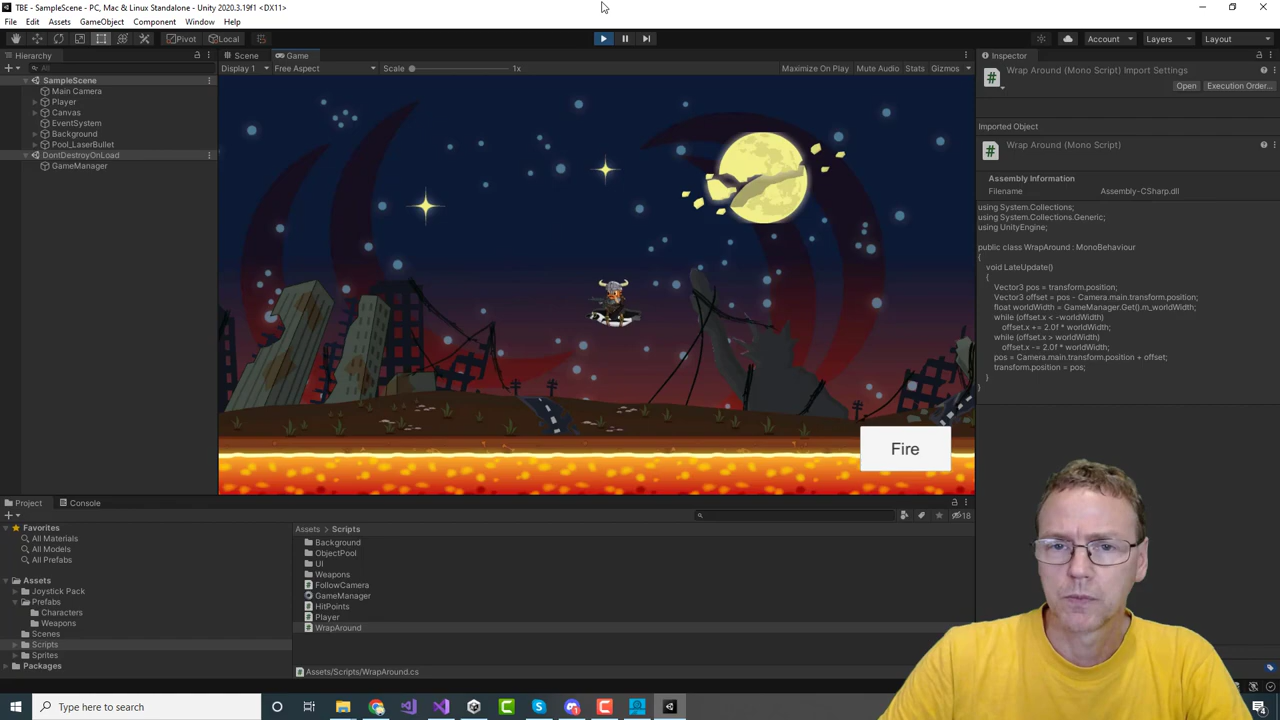 TBE - SampleScene - PC, Mac & Linux Standalone - Unity 2020.3.19f1 <DX11>
File Edit Assets GameObject Component Window Help
Pivot Local Account Layers Layout
Hierarchy Scene Game Inspector
All Display 1 Free Aspect Scale 1x Maximize On Play Mute Audio Stats Gizmos
Wrap Around (Mono Script) Import Settings
Open Execution Order...
SampleScene
Main Camera
Player
Canvas
EventSystem
Background
Pool_LaserBullet
DontDestroyOnLoad
GameManager
Imported Object
Wrap Around (Mono Script)
Assembly Information
Filename Assembly-CSharp.dll
using System.Collections;
using System.Collections.Generic;
using UnityEngine;
public class WrapAround : MonoBehaviour
{
void LateUpdate()
{
Vector3 pos = transform.position;
Vector3 offset = pos - Camera.main.transform.position;
float worldWidth = GameManager.Get().m_worldWidth;
while (offset.x < -worldWidth)
offset.x += 2.0f * worldWidth;
while (offset.x > worldWidth)
offset.x -= 2.0f * worldWidth;
pos = Camera.main.transform.position + offset;
transform.position = pos;
}
}
Fire
Project Console
18
Favorites
All Materials
All Models
All Prefabs
Assets
Joystick Pack
Prefabs
Characters
Weapons
Scenes
Scripts
Sprites
Packages
Assets > Scripts
Background
ObjectPool
UI
Weapons
FollowCamera
GameManager
HitPoints
Player
WrapAround
Assets/Scripts/WrapAround.cs
Type here to search